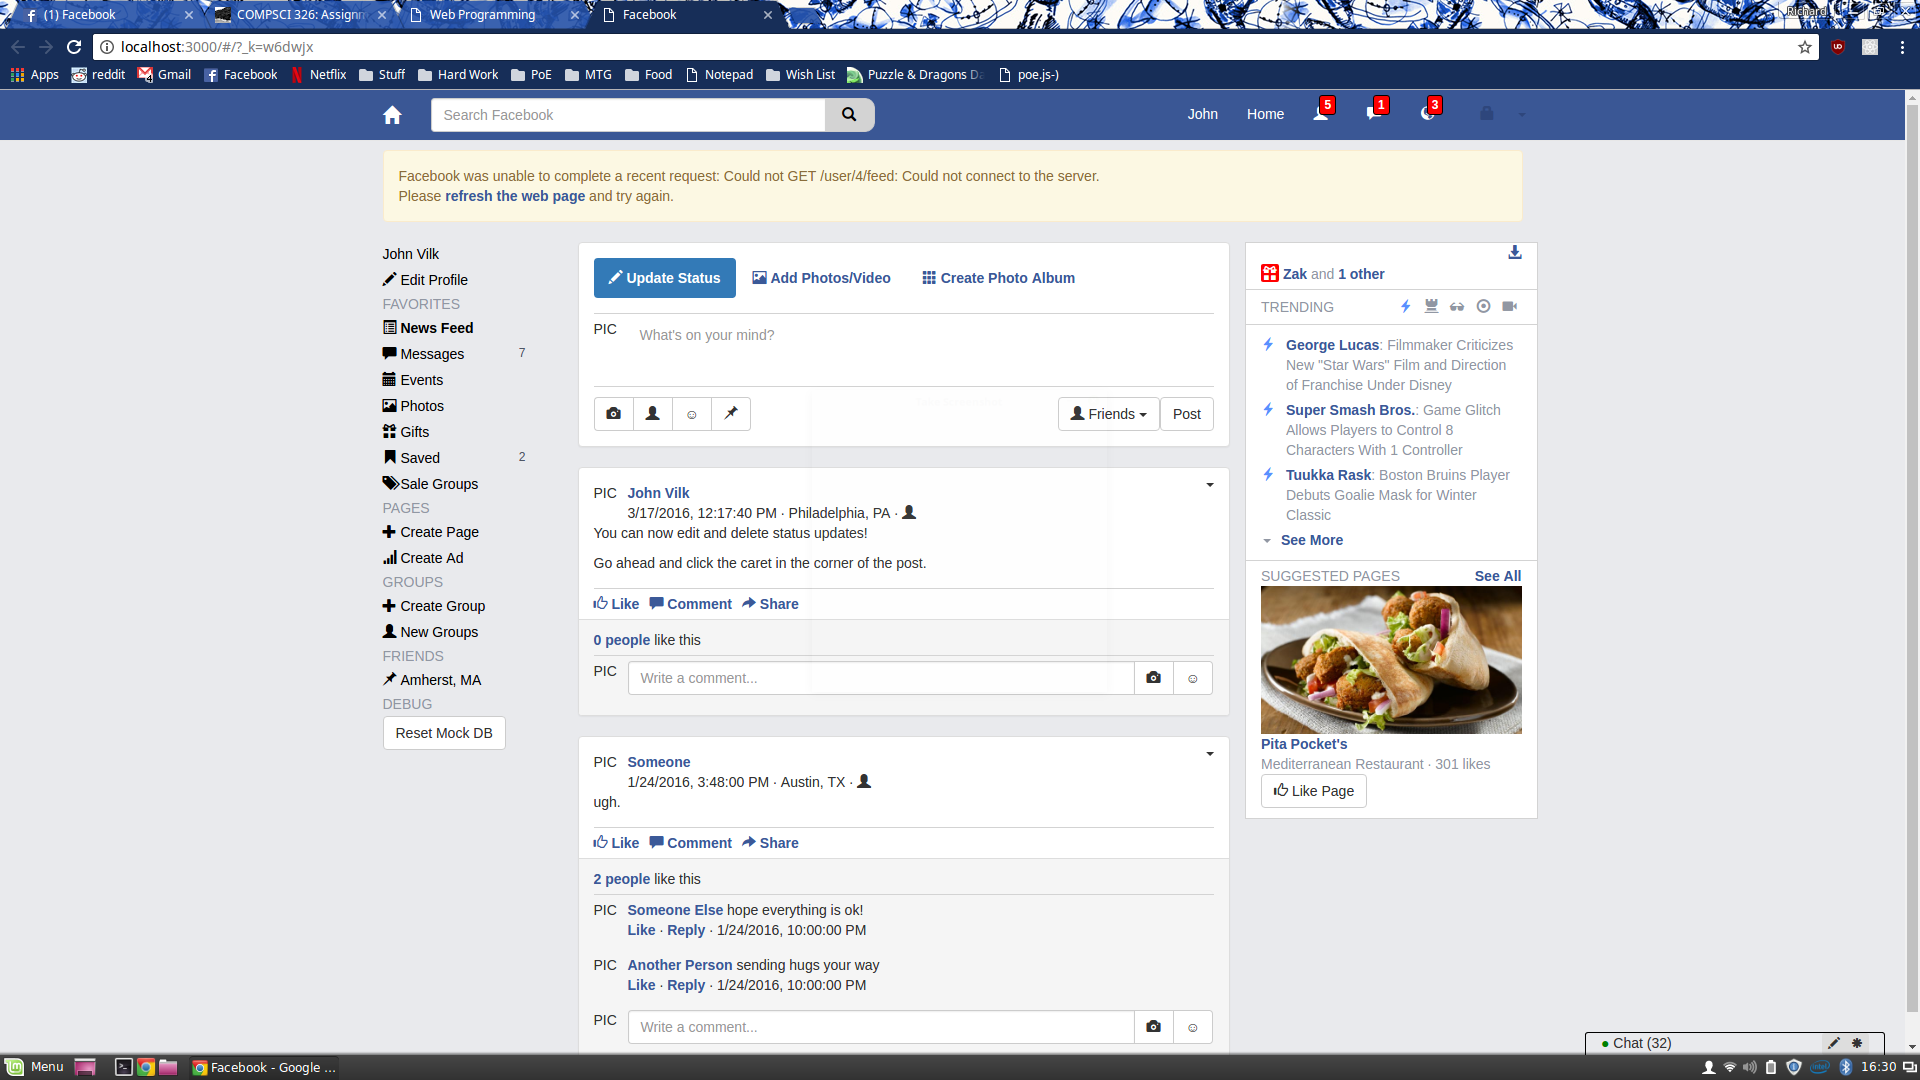 (1) Facebook
COMPSCI 326: Assignm
Web Programming
Facebook
Richard
localhost:3000/#/?_k=w6dwjx
Apps
reddit
Gmail
Facebook
Netflix
Stuff
Hard Work
PoE
MTG
Food
Notepad
Wish List
Puzzle & Dragons Da
poe.js-)
Search Facebook
John
Home
5
1
3
Facebook was unable to complete a recent request: Could not GET /user/4/feed: Could not connect to the server.
Please refresh the web page and try again.
John Vilk
Edit Profile
FAVORITES
News Feed
Messages 7
Events
Photos
Gifts
Saved 2
Sale Groups
PAGES
Create Page
Create Ad
GROUPS
Create Group
New Groups
FRIENDS
Amherst, MA
DEBUG
Reset Mock DB
Update Status
Add Photos/Video
Create Photo Album
PIC
What's on your mind?
Friends
Post
PIC
John Vilk
3/17/2016, 12:17:40 PM · Philadelphia, PA ·
You can now edit and delete status updates!
Go ahead and click the caret in the corner of the post.
Like Comment Share
0 people like this
PIC
Write a comment...
PIC
Someone
1/24/2016, 3:48:00 PM · Austin, TX ·
ugh.
Like Comment Share
2 people like this
PIC
Someone Else hope everything is ok!
Like · Reply · 1/24/2016, 10:00:00 PM
PIC
Another Person sending hugs your way
Like · Reply · 1/24/2016, 10:00:00 PM
PIC
Write a comment...
Zak and 1 other
TRENDING
George Lucas: Filmmaker Criticizes
New "Star Wars" Film and Direction
of Franchise Under Disney
Super Smash Bros.: Game Glitch
Allows Players to Control 8
Characters With 1 Controller
Tuukka Rask: Boston Bruins Player
Debuts Goalie Mask for Winter
Classic
See More
SUGGESTED PAGES
See All
Pita Pocket's
Mediterranean Restaurant · 301 likes
Like Page
Chat (32)
Menu
Facebook - Google ...
16:30